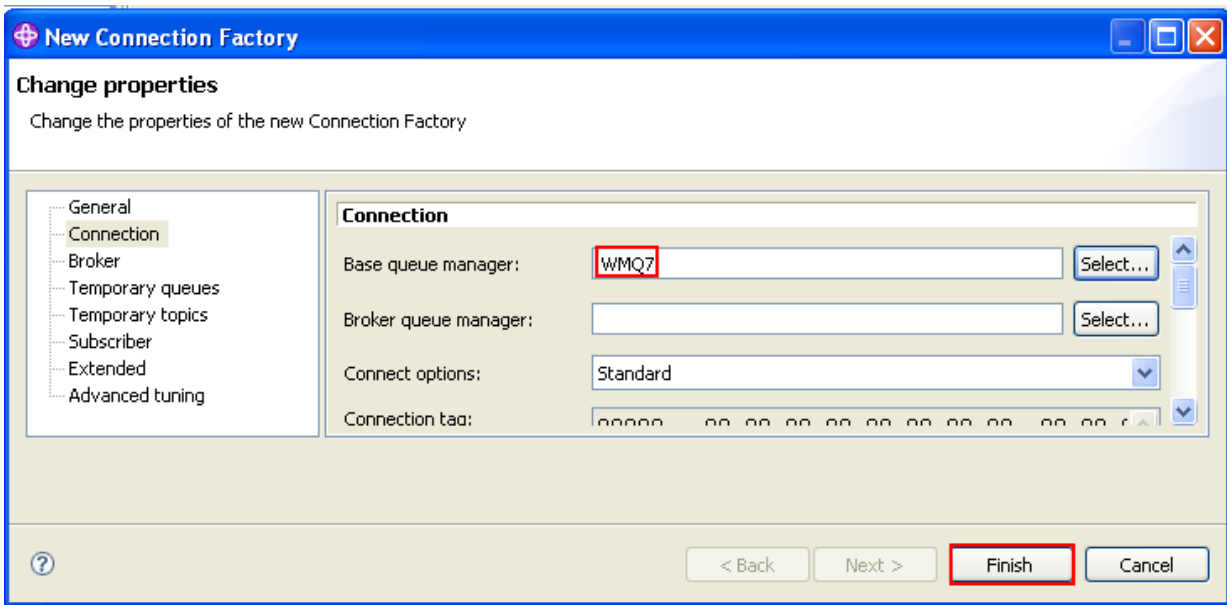 New Connection Factory
Change properties
Change the properties of the new Connection Factory
General
Connection
Broker
Temporary queues
Temporary topics
Subscriber
Extended
Advanced tuning
Connection
Base queue manager: WMQ7 Select...
Broker queue manager: Select...
Connect options: Standard
Connection tag:
< Back Next > Finish Cancel